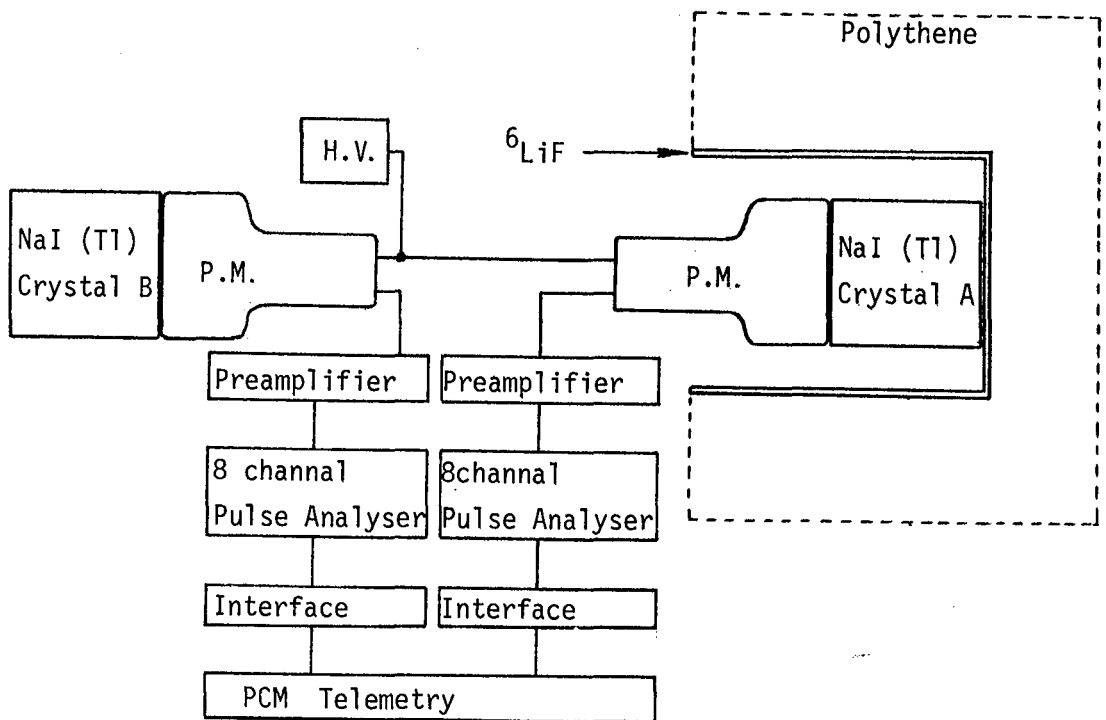 Polythene
H.V.
⁶LiF
NaI (Tl)
Crystal B
P.M.
P.M.
NaI (Tl)
Crystal A
Preamplifier
Preamplifier
8 channal
Pulse Analyser
8channal
Pulse Analyser
Interface
Interface
PCM Telemetry